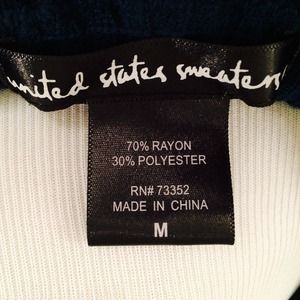 united states sweaters
70% RAYON
30% POLYESTER
RN# 73352
MADE IN CHINA
M